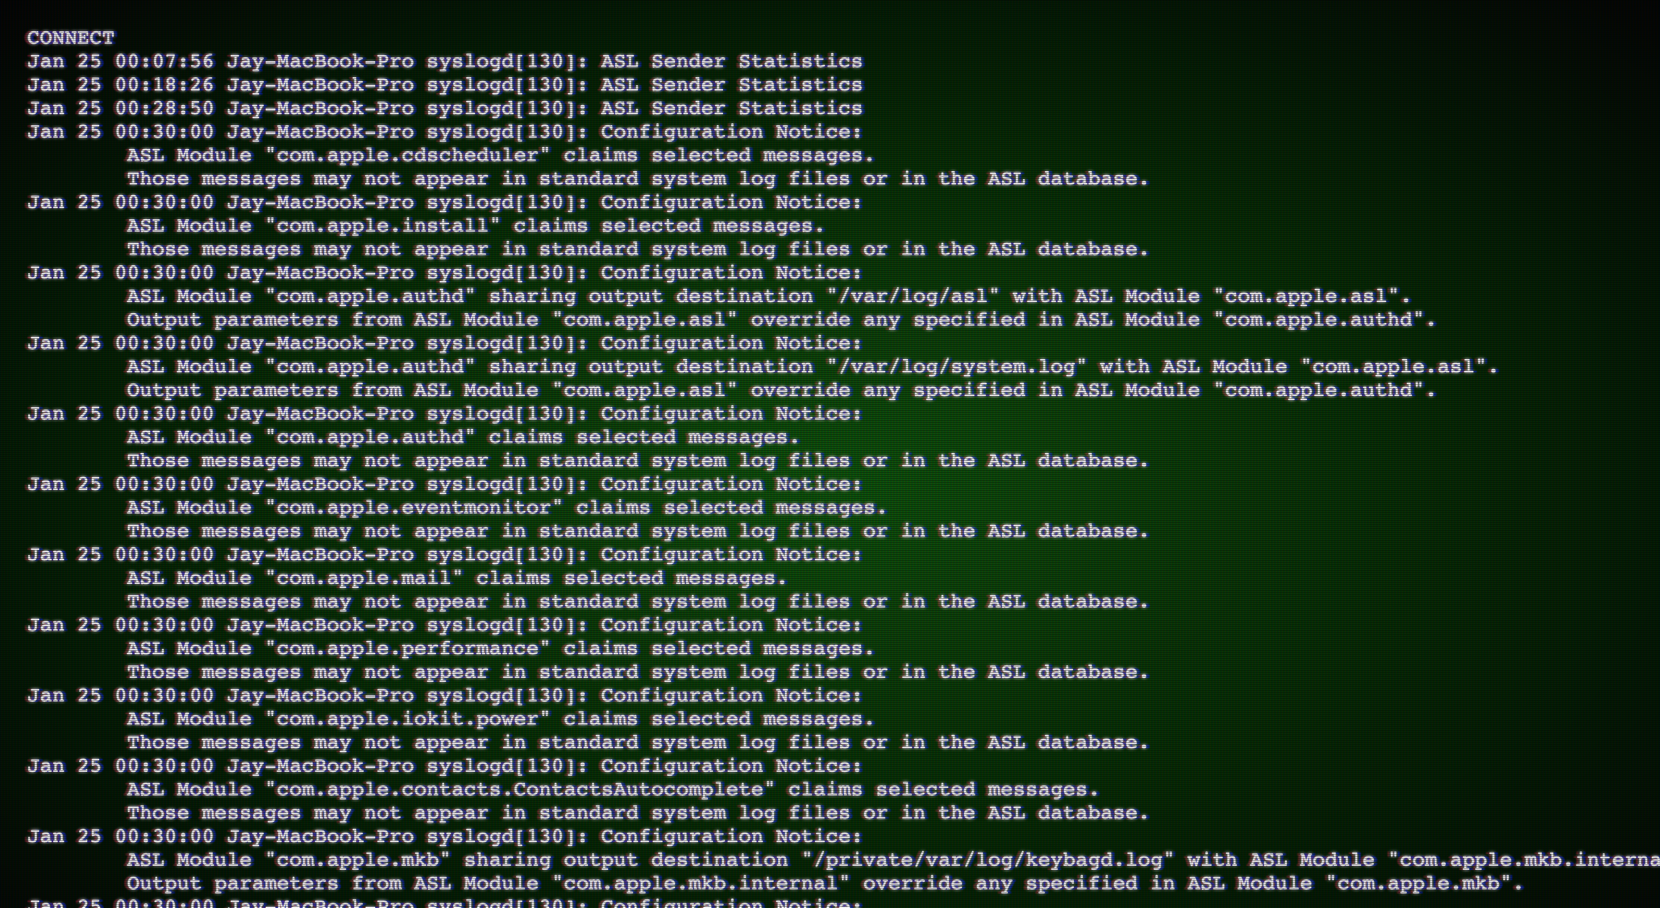 CONNECT
Jan 25 00:07:56 Jay-MacBook-Pro syslogd[130]: ASL Sender Statistics
Jan 25 00:18:26 Jay-MacBook-Pro syslogd[130]: ASL Sender Statistics
Jan 25 00:28:50 Jay-MacBook-Pro syslogd[130]: ASL Sender Statistics
Jan 25 00:30:00 Jay-MacBook-Pro syslogd[130]: Configuration Notice:
ASL Module "com.apple.cdscheduler" claims selected messages.
Those messages may not appear in standard system log files or in the ASL database.
Jan 25 00:30:00 Jay-MacBook-Pro syslogd[130]: Configuration Notice:
ASL Module "com.apple.install" claims selected messages.
Those messages may not appear in standard system log files or in the ASL database.
Jan 25 00:30:00 Jay-MacBook-Pro syslogd[130]: Configuration Notice:
ASL Module "com.apple.authd" sharing output destination "/var/log/asl" with ASL Module "com.apple.asl".
Output parameters from ASL Module "com.apple.asl" override any specified in ASL Module "com.apple.authd".
Jan 25 00:30:00 Jay-MacBook-Pro syslogd[130]: Configuration Notice:
ASL Module "com.apple.authd" sharing output destination "/var/log/system.log" with ASL Module "com.apple.asl".
Output parameters from ASL Module "com.apple.asl" override any specified in ASL Module "com.apple.authd".
Jan 25 00:30:00 Jay-MacBook-Pro syslogd[130]: Configuration Notice:
ASL Module "com.apple.authd" claims selected messages.
Those messages may not appear in standard system log files or in the ASL database.
Jan 25 00:30:00 Jay-MacBook-Pro syslogd[130]: Configuration Notice:
ASL Module "com.apple.eventmonitor" claims selected messages.
Those messages may not appear in standard system log files or in the ASL database.
Jan 25 00:30:00 Jay-MacBook-Pro syslogd[130]: Configuration Notice:
ASL Module "com.apple.mail" claims selected messages.
Those messages may not appear in standard system log files or in the ASL database.
Jan 25 00:30:00 Jay-MacBook-Pro syslogd[130]: Configuration Notice:
ASL Module "com.apple.performance" claims selected messages.
Those messages may not appear in standard system log files or in the ASL database.
Jan 25 00:30:00 Jay-MacBook-Pro syslogd[130]: Configuration Notice:
ASL Module "com.apple.iokit.power" claims selected messages.
Those messages may not appear in standard system log files or in the ASL database.
Jan 25 00:30:00 Jay-MacBook-Pro syslogd[130]: Configuration Notice:
ASL Module "com.apple.contacts.ContactsAutocomplete" claims selected messages.
Those messages may not appear in standard system log files or in the ASL database.
Jan 25 00:30:00 Jay-MacBook-Pro syslogd[130]: Configuration Notice:
ASL Module "com.apple.mkb" sharing output destination "/private/var/log/keybagd.log" with ASL Module "com.apple.mkb.interna
Output parameters from ASL Module "com.apple.mkb.internal" override any specified in ASL Module "com.apple.mkb".
Jan 25 00:30:00 Jay-MacBook-Pro syslogd[130]: Configuration Notice: